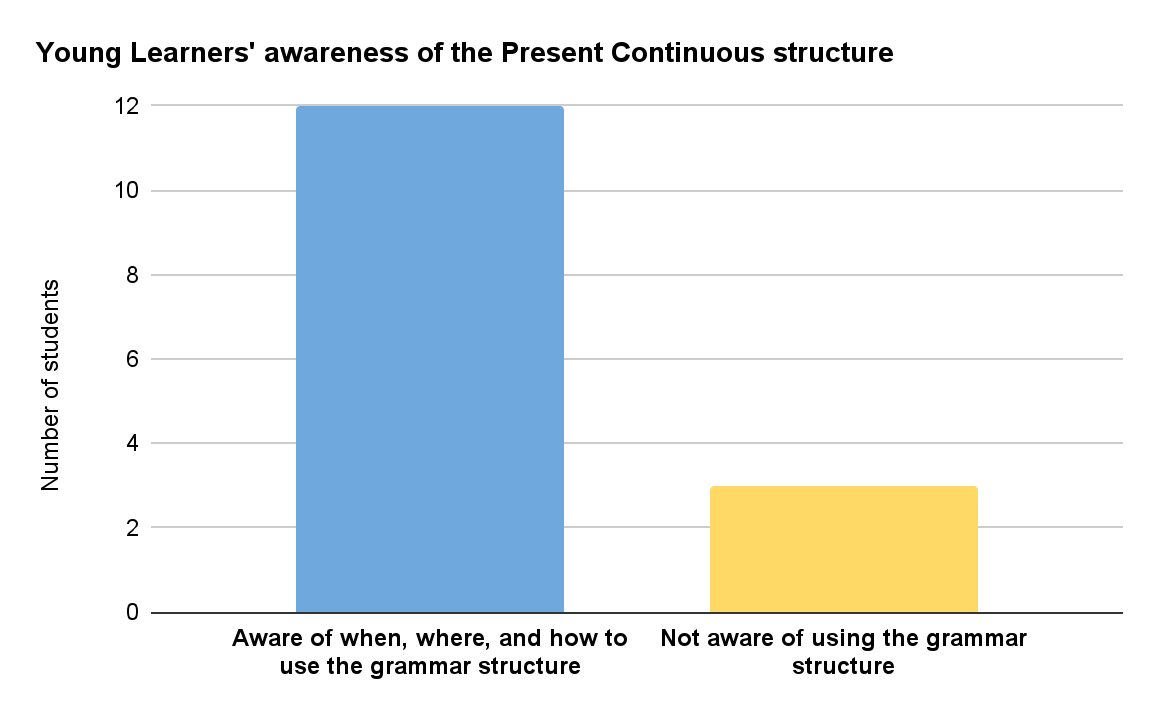 Young Learners' awareness of the Present Continuous structure
12
10
8
6
4
2
0
Number of students
Aware of when, where, and how to
use the grammar structure
Not aware of using the grammar
structure